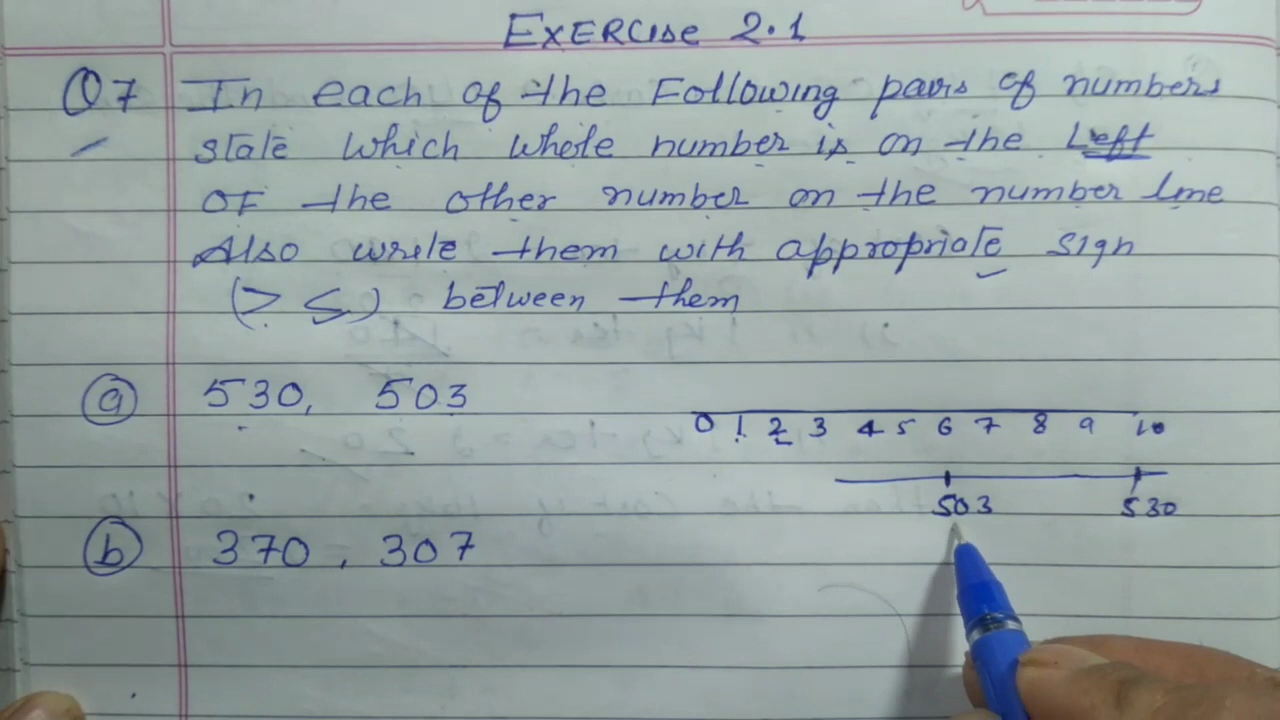 EXERCISE 2.1
Q7 In each of the Following pairs of numbers
state which whole number is on the Left
OF the other number on the number line
Also write them with appropriate sign
(> <) between them
(a) 530, 503
0 1 2 3 4 5 6 7 8 9 10
503 530
(b) 370, 307